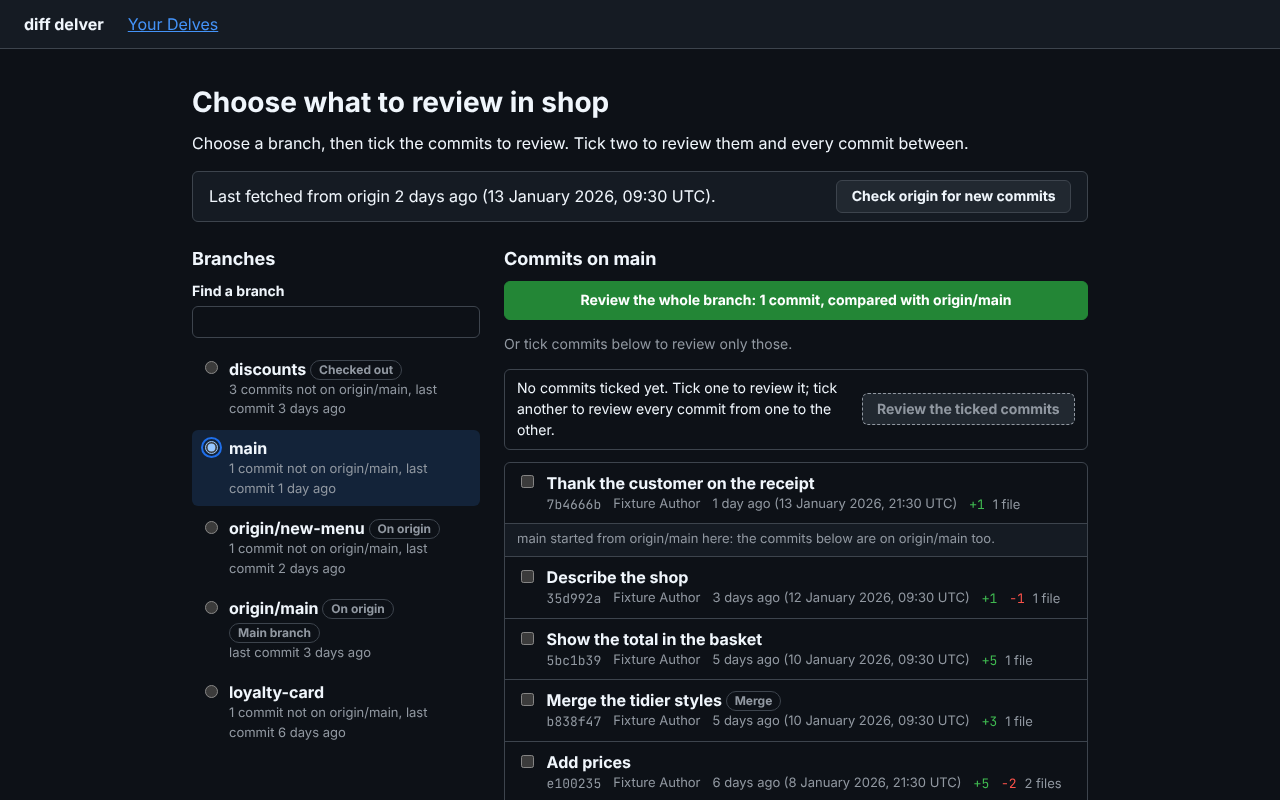 diff delver Your Delves
Choose what to review in shop
Choose a branch, then tick the commits to review. Tick two to review them and every commit between.
Last fetched from origin 2 days ago (13 January 2026, 09:30 UTC).
Check origin for new commits
Branches
Find a branch
discounts Checked out
3 commits not on origin/main, last
commit 3 days ago
main
1 commit not on origin/main, last
commit 1 day ago
origin/new-menu On origin
1 commit not on origin/main, last
commit 2 days ago
origin/main On origin
Main branch
last commit 3 days ago
loyalty-card
1 commit not on origin/main, last
commit 6 days ago
Commits on main
Review the whole branch: 1 commit, compared with origin/main
Or tick commits below to review only those.
No commits ticked yet. Tick one to review it; tick
another to review every commit from one to the
other.
Review the ticked commits
Thank the customer on the receipt
7b4666b Fixture Author 1 day ago (13 January 2026, 21:30 UTC) +1 1 file
main started from origin/main here: the commits below are on origin/main too.
Describe the shop
35d992a Fixture Author 3 days ago (12 January 2026, 09:30 UTC) +1 -1 1 file
Show the total in the basket
5bc1b39 Fixture Author 5 days ago (10 January 2026, 09:30 UTC) +5 1 file
Merge the tidier styles Merge
b838f47 Fixture Author 5 days ago (10 January 2026, 09:30 UTC) +3 1 file
Add prices
e100235 Fixture Author 6 days ago (8 January 2026, 21:30 UTC) +5 -2 2 files